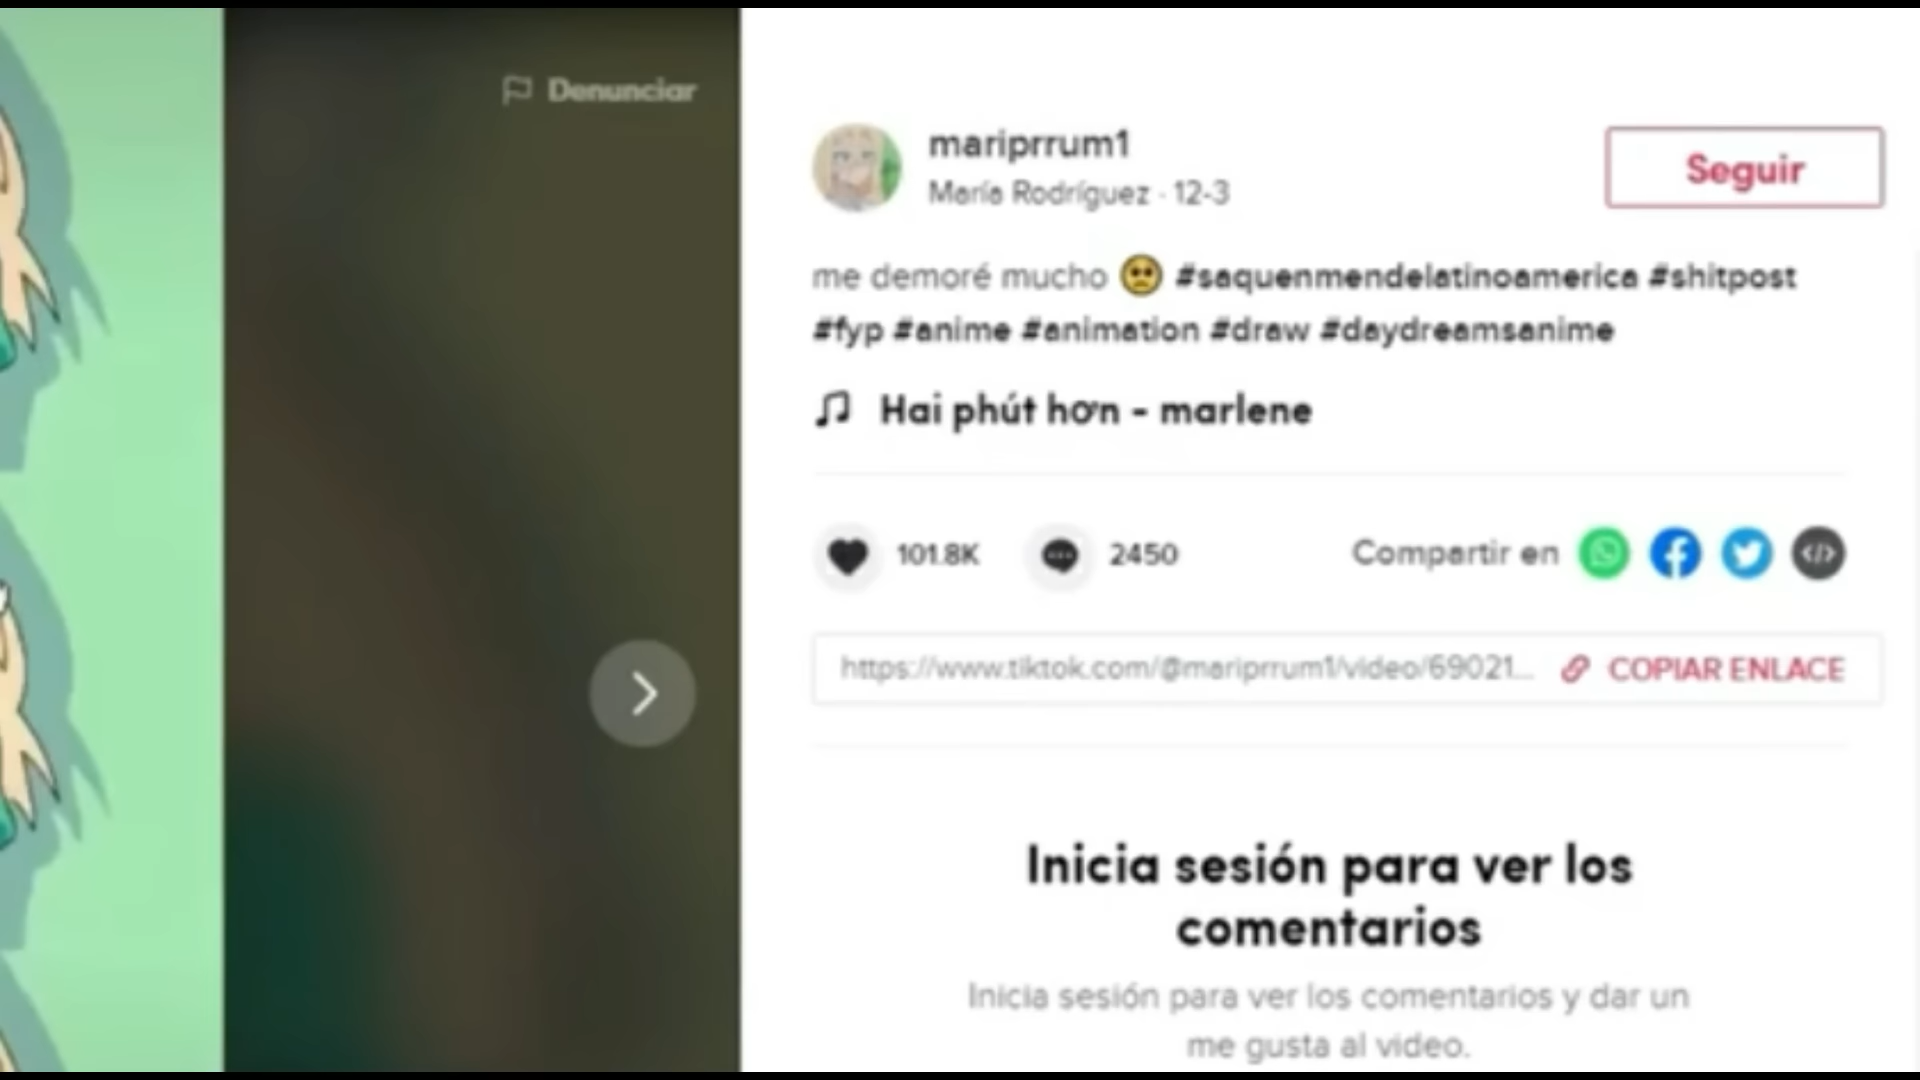 Denunciar
mariprrum1
María Rodríguez · 12-3
Seguir
me demoré mucho 🥺 #saquenmendelatinoamerica #shitpost
#fyp #anime #animation #draw #daydreamsanime
Hai phút hơn - marlene
101.8K
2450
Compartir en
https://www.tiktok.com/@mariprrum1/video/69021...
COPIAR ENLACE
Inicia sesión para ver los
comentarios
Inicia sesión para ver los comentarios y dar un
me gusta al video.